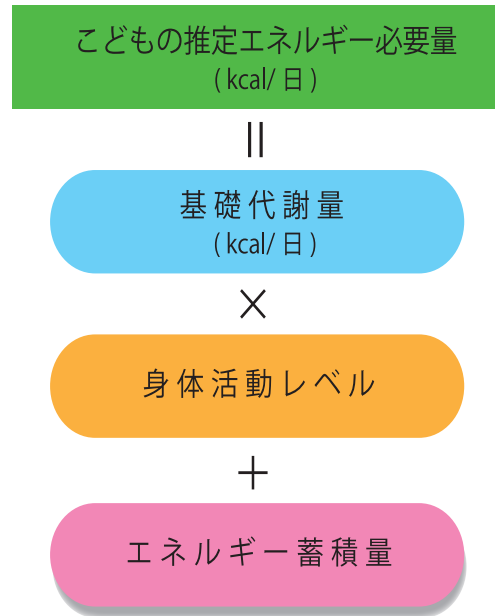 こどもの推定エネルギー必要量
(kcal/日)
=
基礎代謝量
(kcal/日)
×
身体活動レベル
+
エネルギー蓄積量